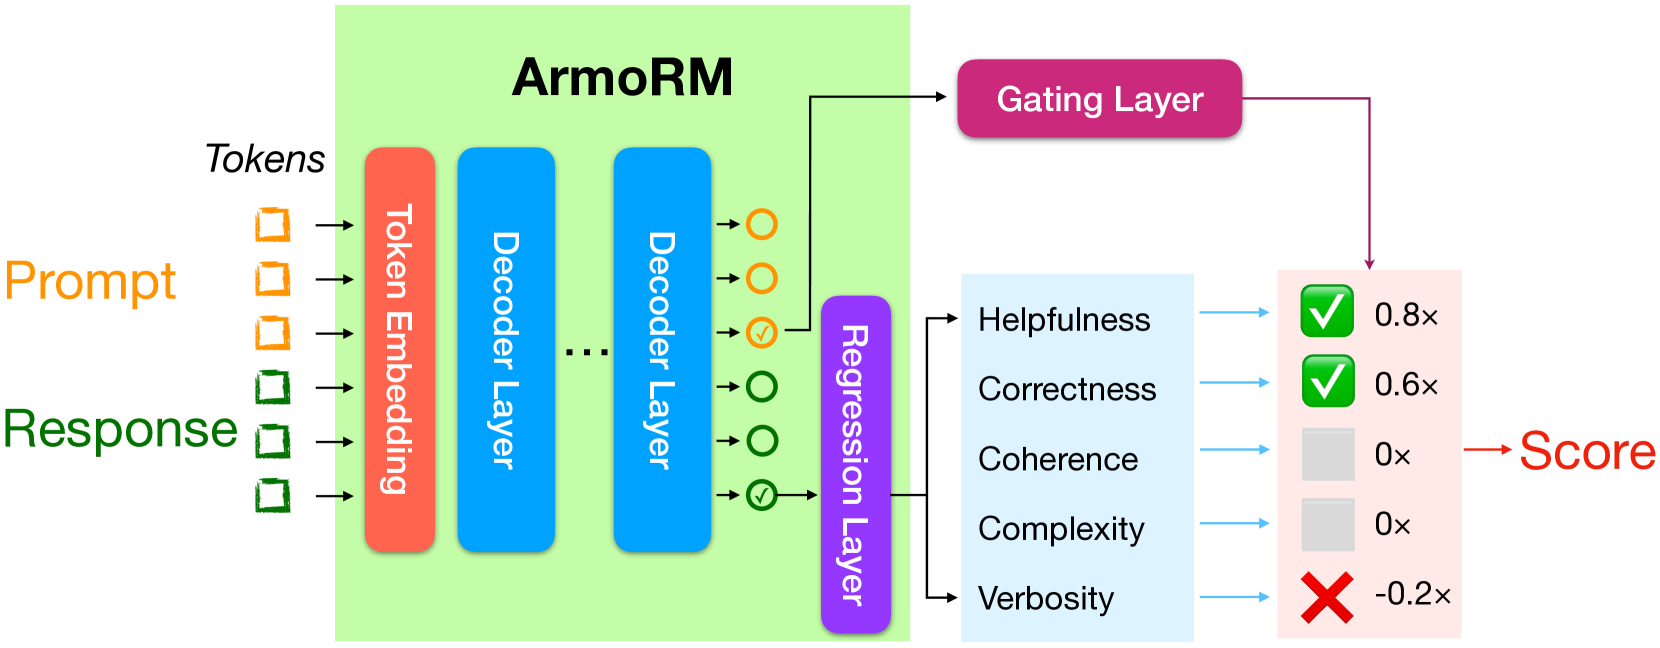 ArmoRM
Tokens
Prompt
Response
Token Embedding
Decoder Layer
...
Decoder Layer
Regression Layer
Gating Layer
Helpfulness
Correctness
Coherence
Complexity
Verbosity
0.8×
0.6×
0×
0×
-0.2×
Score